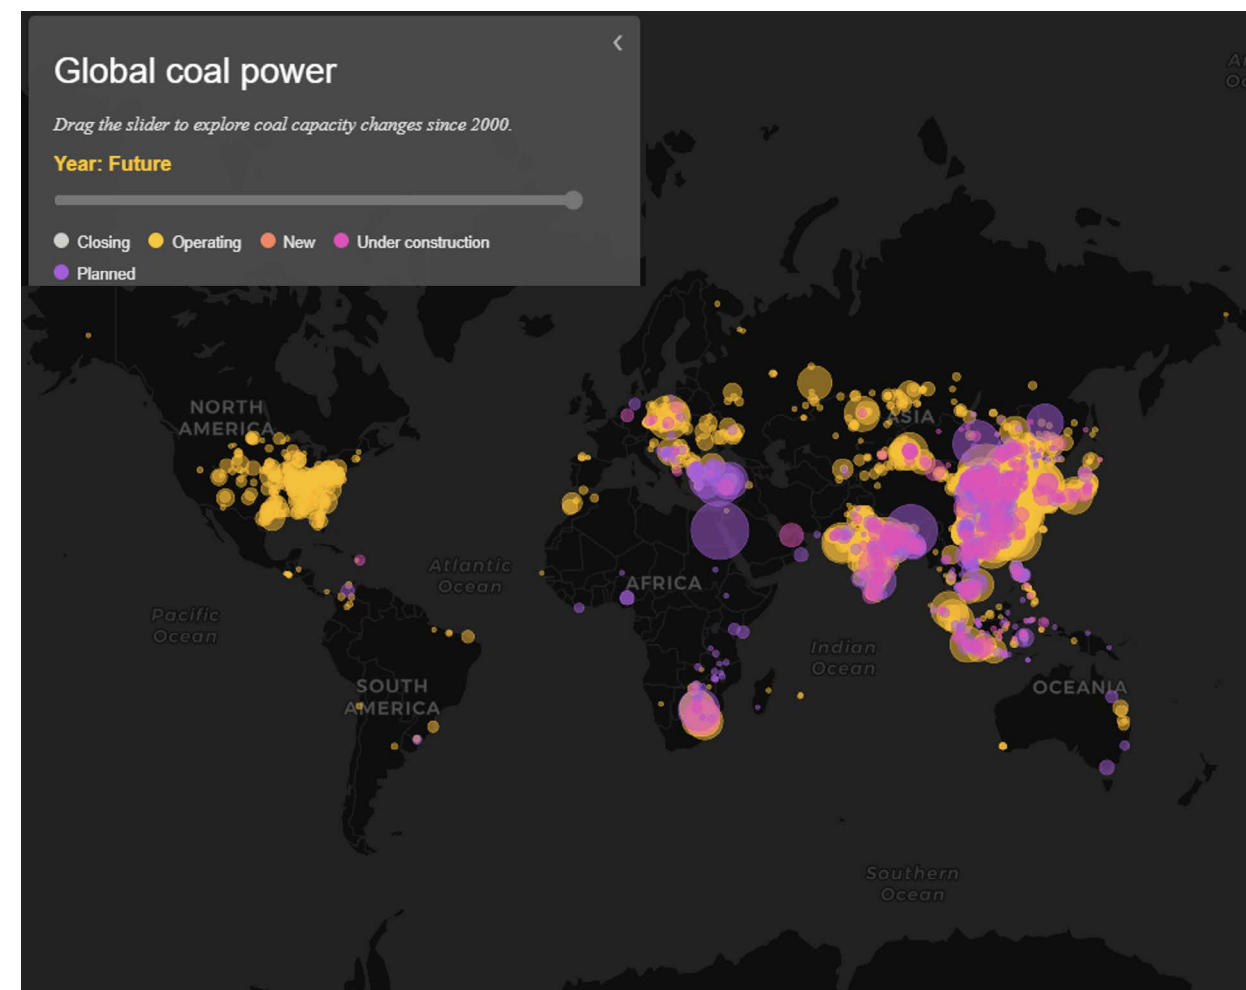 Global coal power
Drag the slider to explore coal capacity changes since 2000.
Year: Future
Closing
Operating
New
Under construction
Planned
NORTH
AMERICA
ASIA
Atlantic
Ocean
AFRICA
Pacific
Ocean
Indian
Ocean
SOUTH
AMERICA
OCEANIA
Southern
Ocean